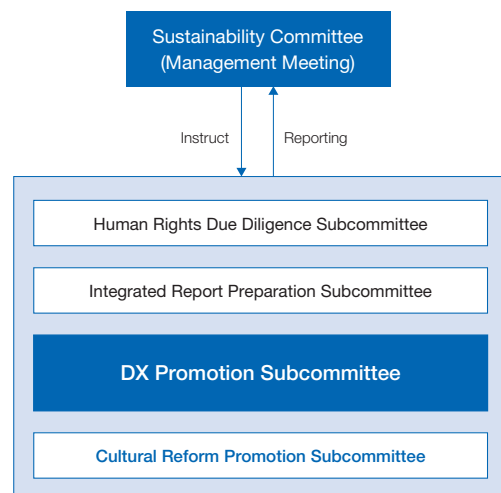 Sustainability Committee
(Management Meeting)
Instruct
Reporting
Human Rights Due Diligence Subcommittee
Integrated Report Preparation Subcommittee
DX Promotion Subcommittee
Cultural Reform Promotion Subcommittee